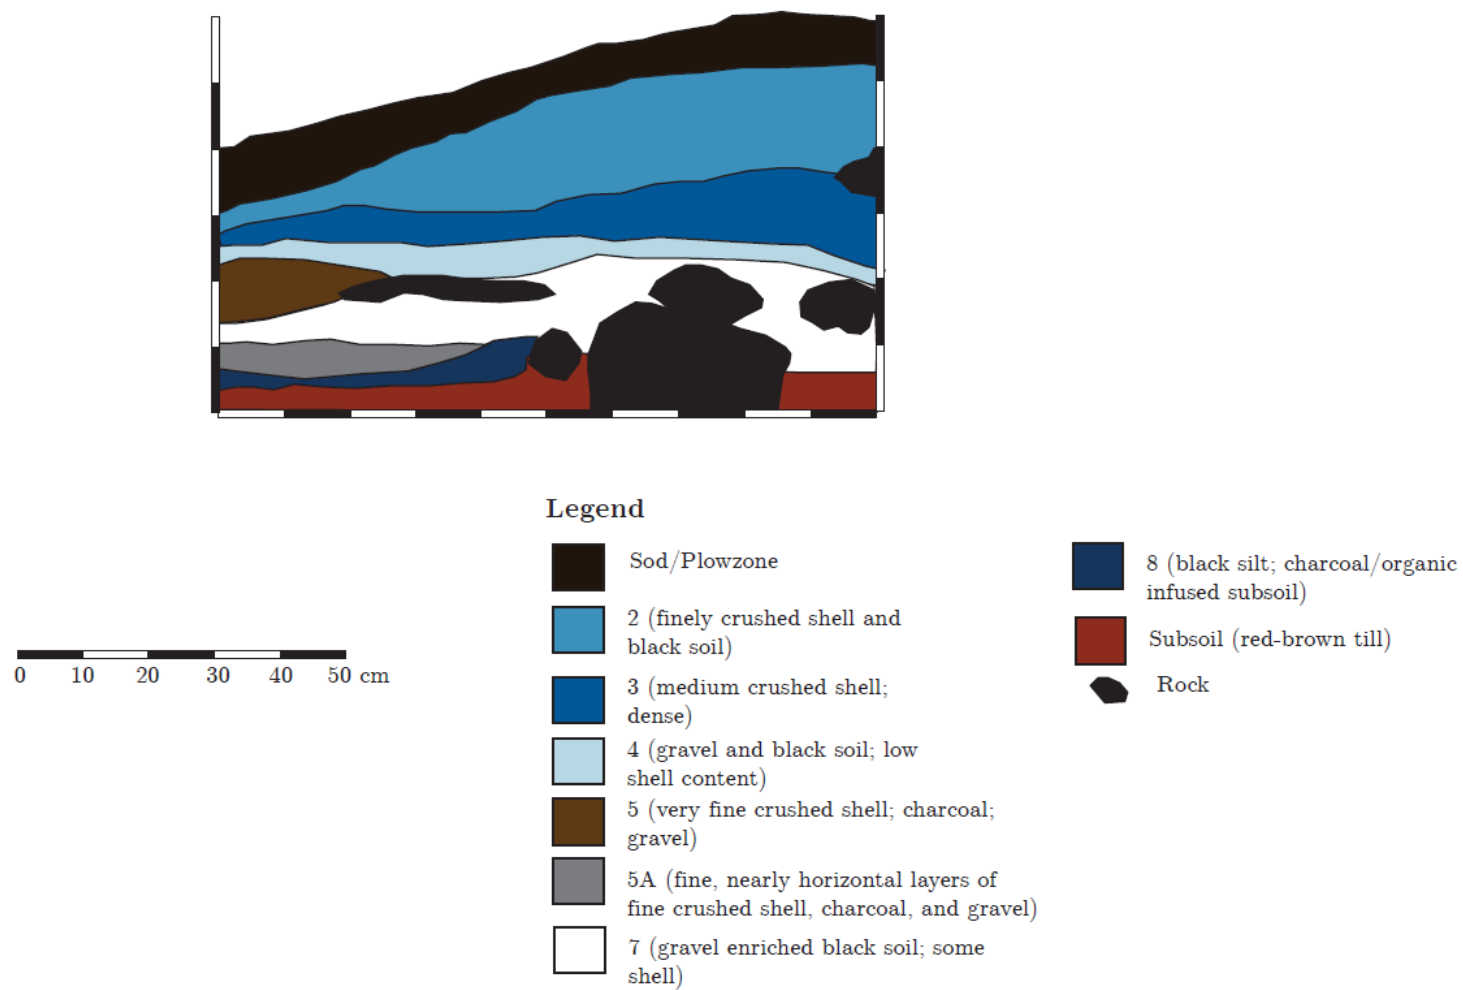 0 10 20 30 40 50 cm
Legend
Sod/Plowzone
2 (finely crushed shell and
black soil)
3 (medium crushed shell;
dense)
4 (gravel and black soil; low
shell content)
5 (very fine crushed shell; charcoal;
gravel)
5A (fine, nearly horizontal layers of
fine crushed shell, charcoal, and gravel)
7 (gravel enriched black soil; some
shell)
8 (black silt; charcoal/organic
infused subsoil)
Subsoil (red-brown till)
Rock